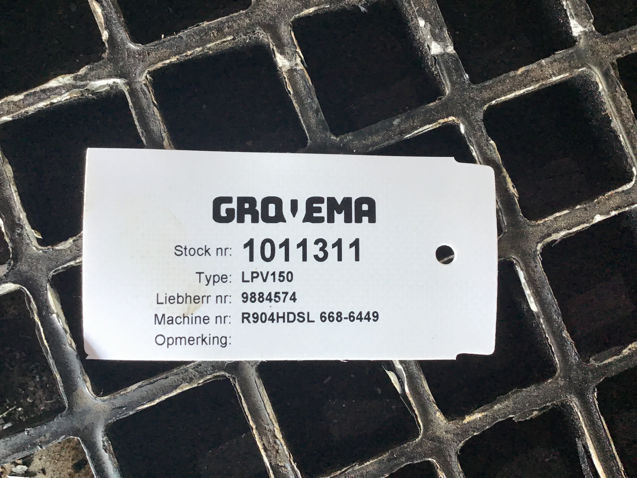 GROVEMA
Stock nr: 1011311
Type: LPV150
Liebherr nr: 9884574
Machine nr: R904HDSL 668-6449
Opmerking: